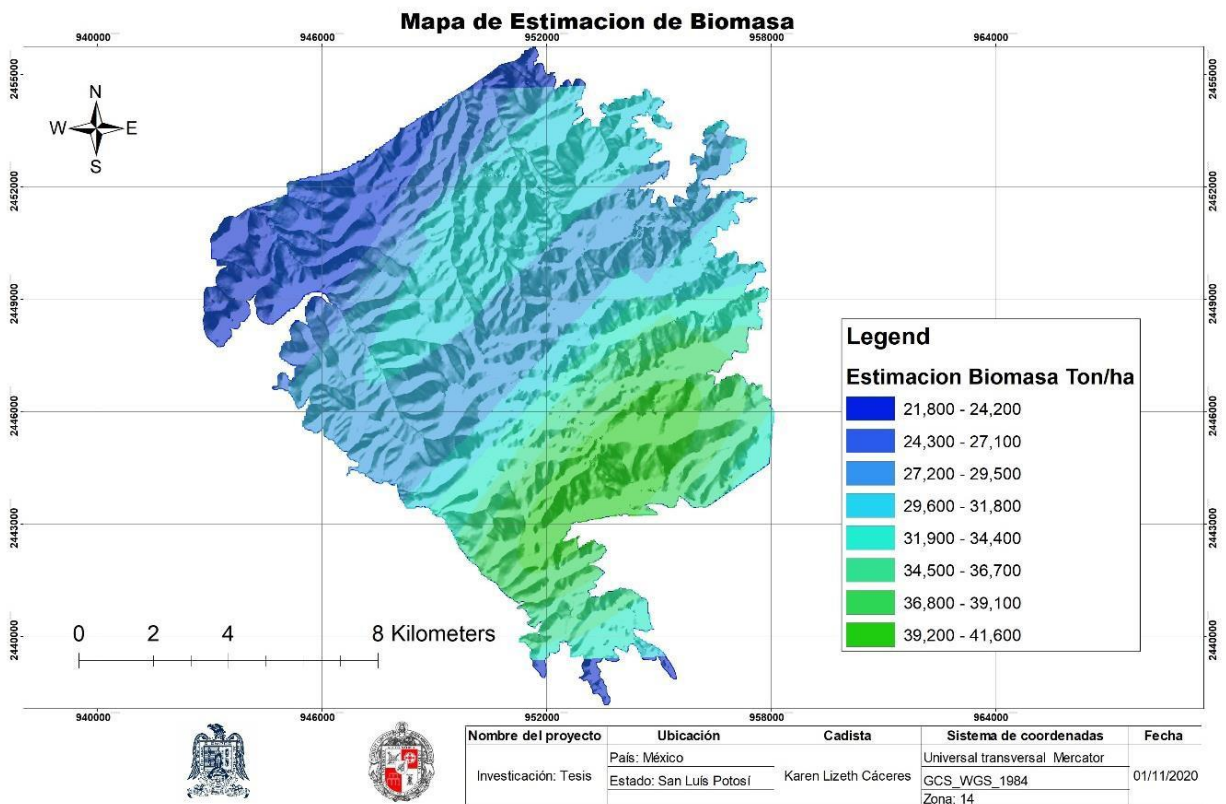 Mapa de Estimacion de Biomasa
940000 946000 952000 958000 964000
2455000 2455000
N
W E
S
2452000 2452000
2449000 2449000
Legend
Estimacion Biomasa Ton/ha
21,800 - 24,200
24,300 - 27,100
27,200 - 29,500
29,600 - 31,800
31,900 - 34,400
34,500 - 36,700
36,800 - 39,100
39,200 - 41,600
2446000 2446000
2443000 2443000
0 2 4 8 Kilometers
2440000 2440000
940000 946000 952000 958000 964000
Nombre del proyecto Ubicación Cadista Sistema de coordenadas Fecha
Investicación: Tesis País: México Karen Lizeth Cáceres Universal transversal Mercator 01/11/2020
Estado: San Luís Potosí GCS_WGS_1984
Zona: 14